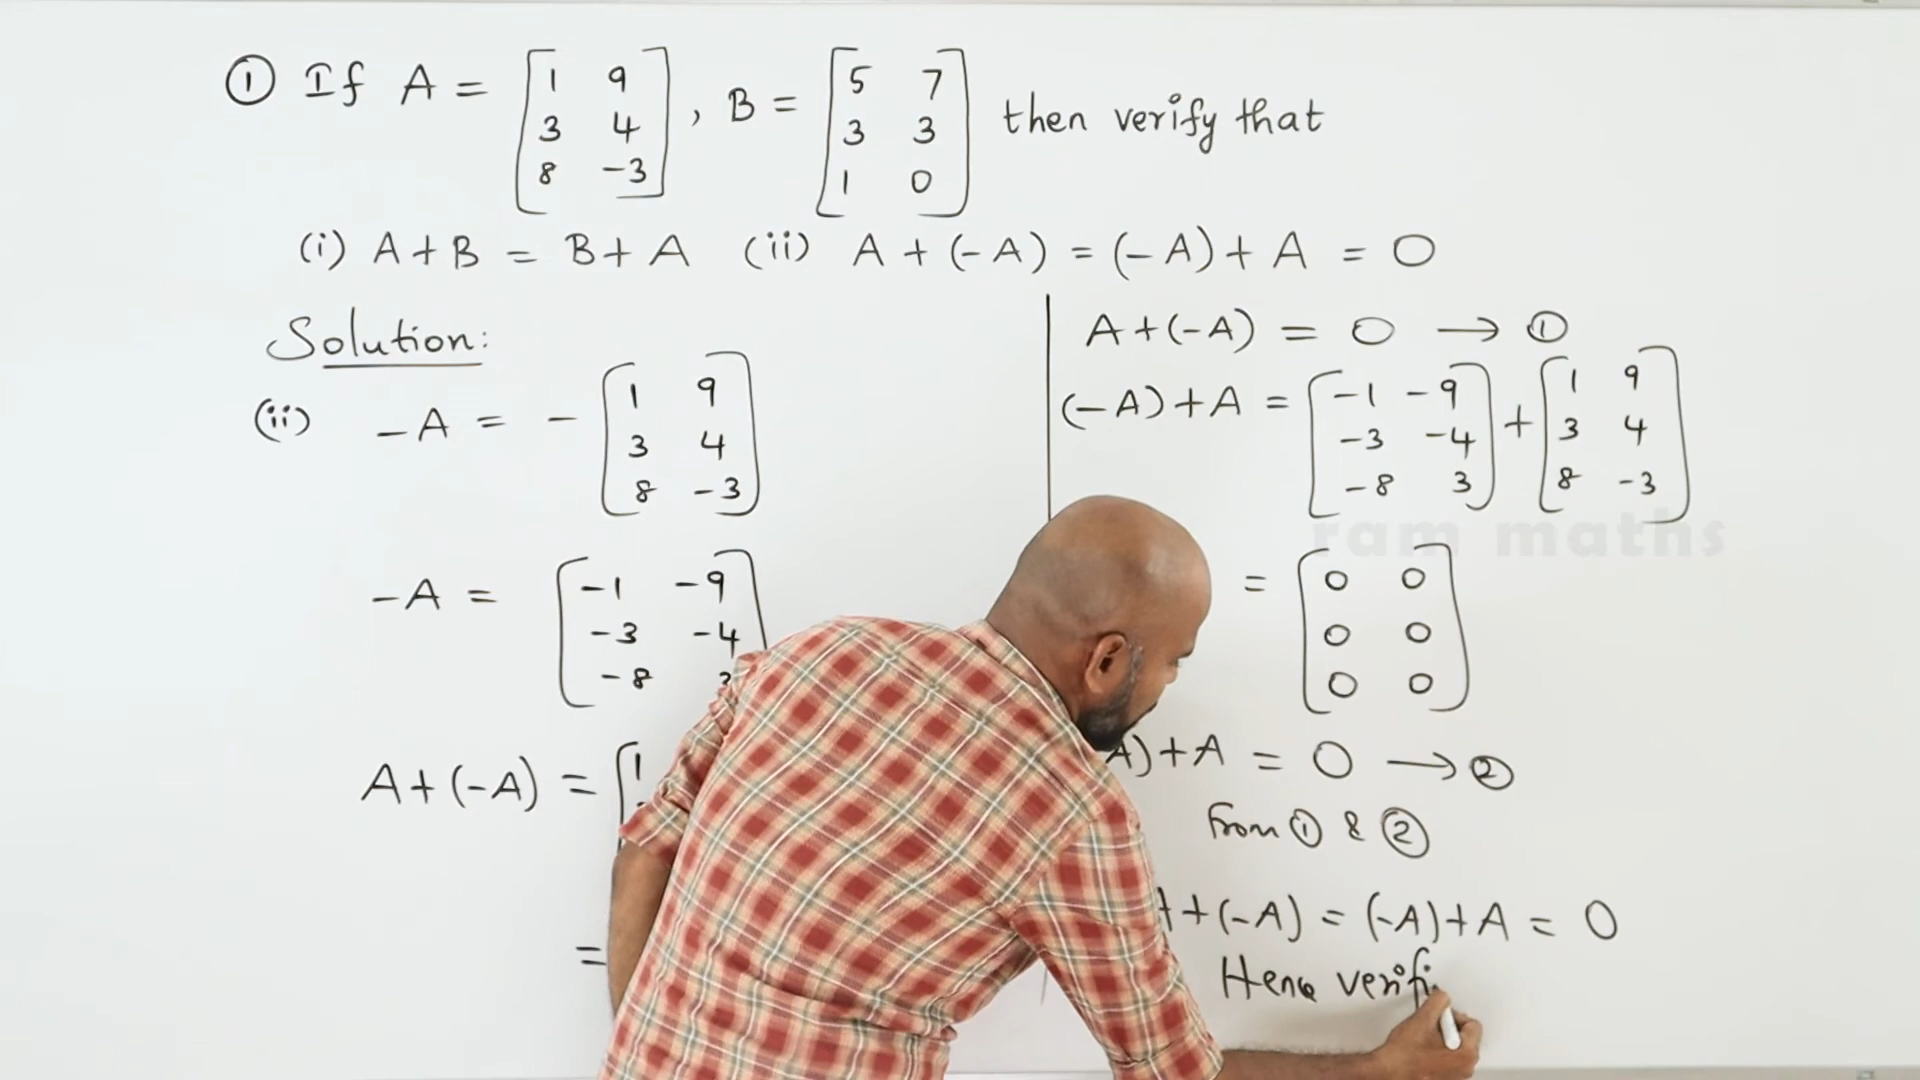 ① If A = [1 9 3 4 8 -3], B = [5 7 3 3 1 0] then verify that
(i) A+B = B+A (ii) A + (-A) = (-A) + A = 0
Solution:
(ii) -A = - [1 9
3 4
8 -3]
-A = [-1 -9
-3 -4
-8
A+(-A) = [1
=
A+(-A) = 0 → ①
(-A)+A = [-1 -9 -3 -4 -8 3] + [1 9 3 4 8 -3]
ram maths
= [0 0
0 0
0 0]
A)+A = 0 → ②
From ① & ②
+(-A) = (-A)+A = 0
Hence verifi